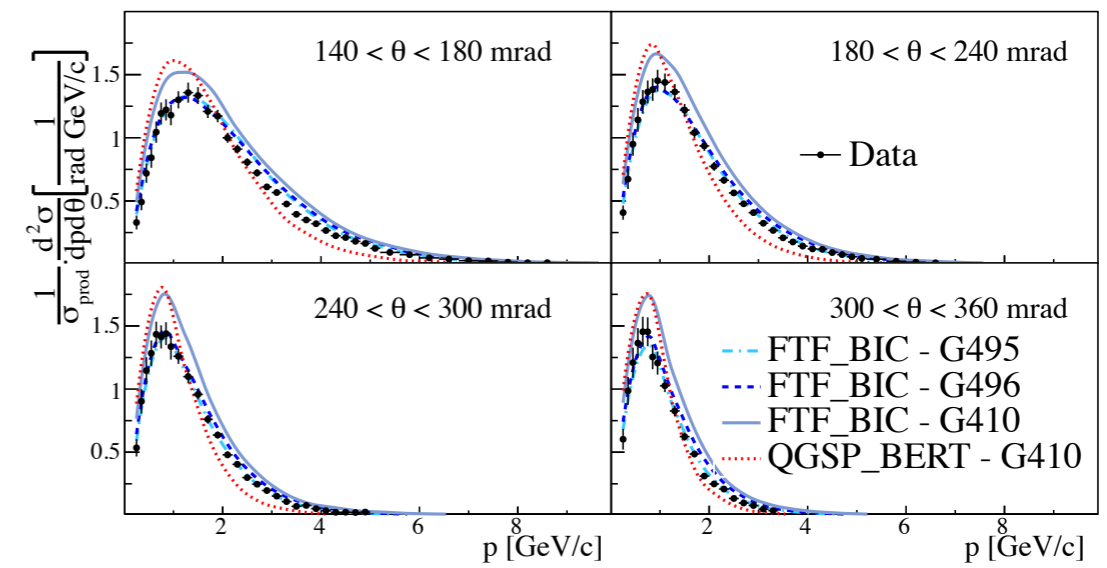 140 < θ < 180 mrad
180 < θ < 240 mrad
1.5
1
0.5
Data
1/σprod · d²σ/dpdθ [1/rad GeV/c]
240 < θ < 300 mrad
300 < θ < 360 mrad
1.5
1
0.5
FTF_BIC - G495
FTF_BIC - G496
FTF_BIC - G410
QGSP_BERT - G410
2 4 6 8
2 4 6 8
p [GeV/c]
p [GeV/c]